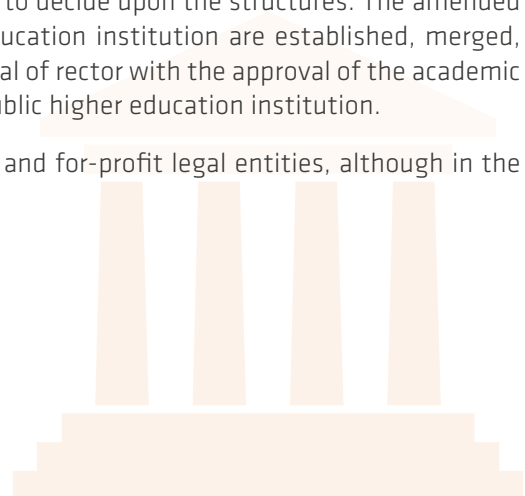 to decide upon the structures. The amended
ucation institution are established, merged,
al of rector with the approval of the academic
ublic higher education institution.
and for-profit legal entities, although in the